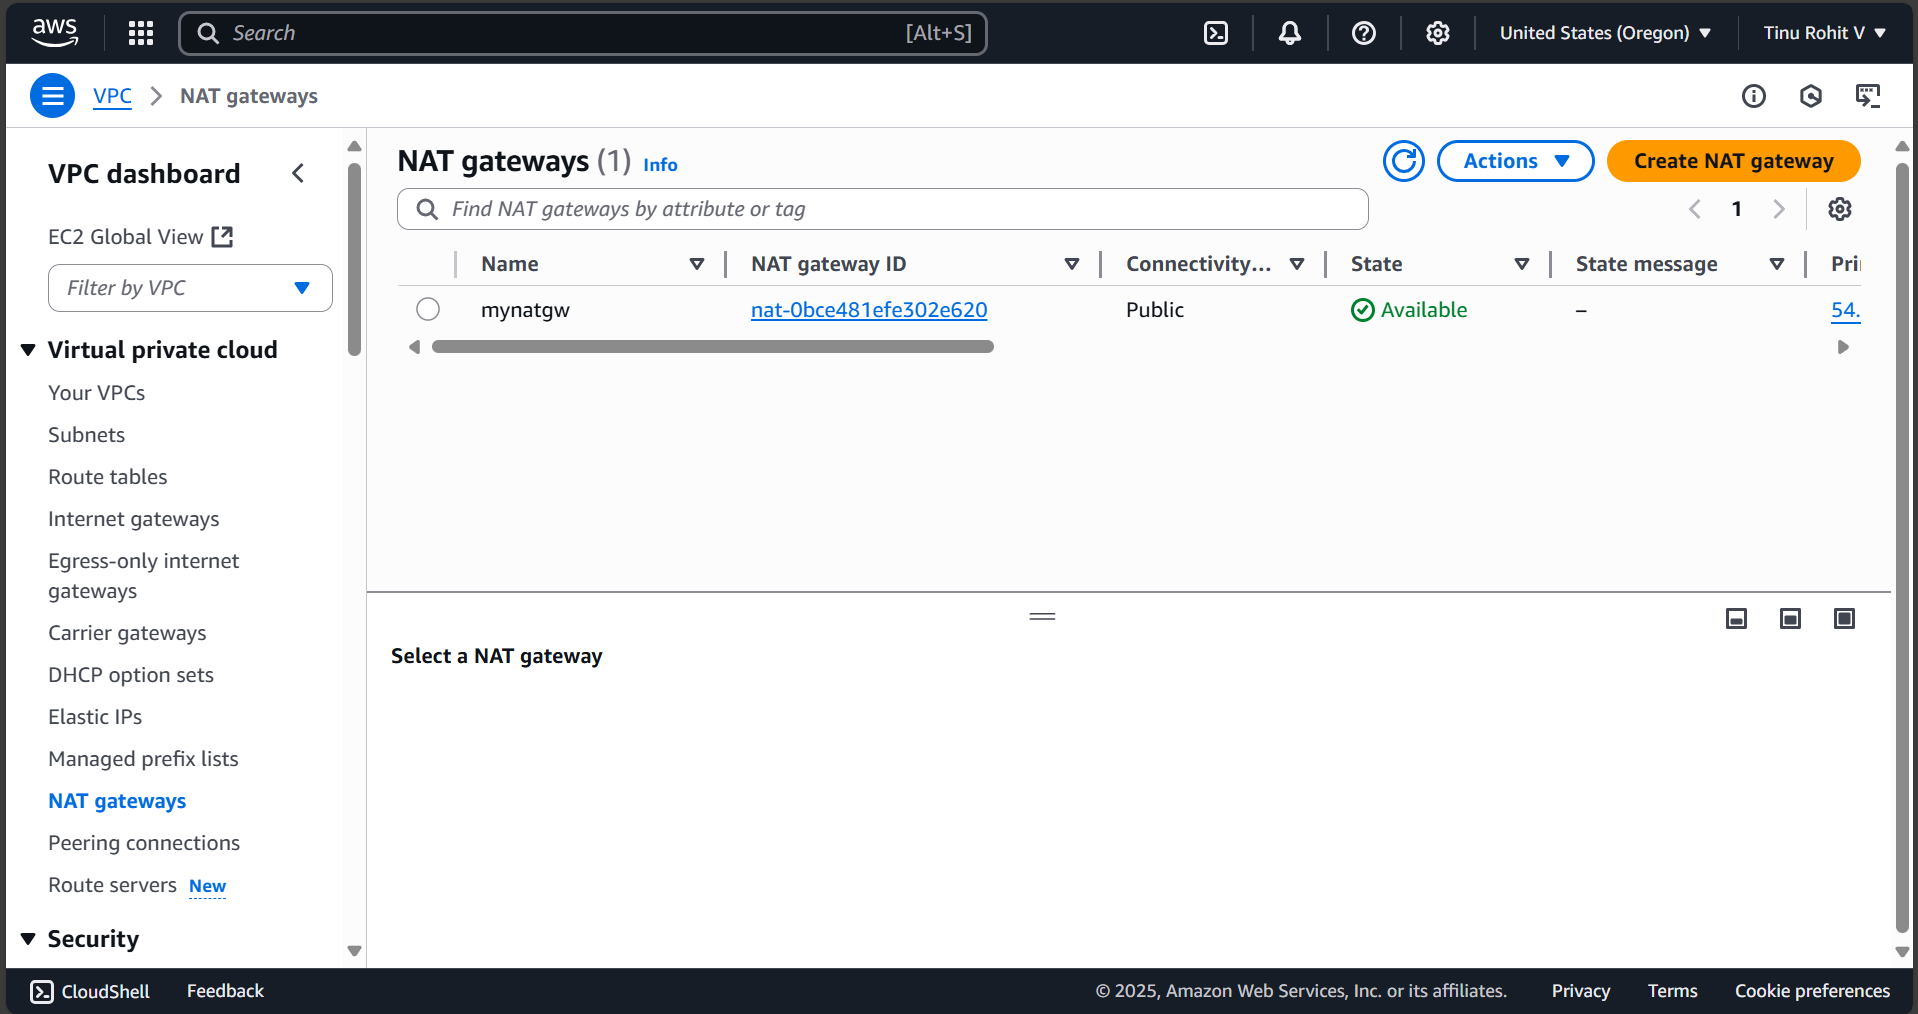 aws
Search [Alt+S]
United States (Oregon)
Tinu Rohit V
VPC
NAT gateways
VPC dashboard
EC2 Global View
Filter by VPC
Virtual private cloud
Your VPCs
Subnets
Route tables
Internet gateways
Egress-only internet
gateways
Carrier gateways
DHCP option sets
Elastic IPs
Managed prefix lists
NAT gateways
Peering connections
Route servers New
Security
NAT gateways (1) Info
Actions
Create NAT gateway
Find NAT gateways by attribute or tag
1
Name NAT gateway ID Connectivity... State State message Pri
mynatgw nat-0bce481efe302e620 Public Available – 54.
Select a NAT gateway
CloudShell Feedback © 2025, Amazon Web Services, Inc. or its affiliates. Privacy Terms Cookie preferences